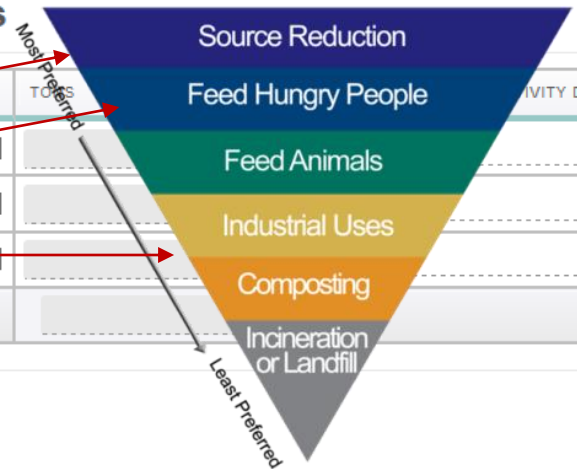 s
Most Preferred
TONS
IVITY D
Source Reduction
Feed Hungry People
Feed Animals
Industrial Uses
Composting
Incineration
or Landfill
Least Preferred